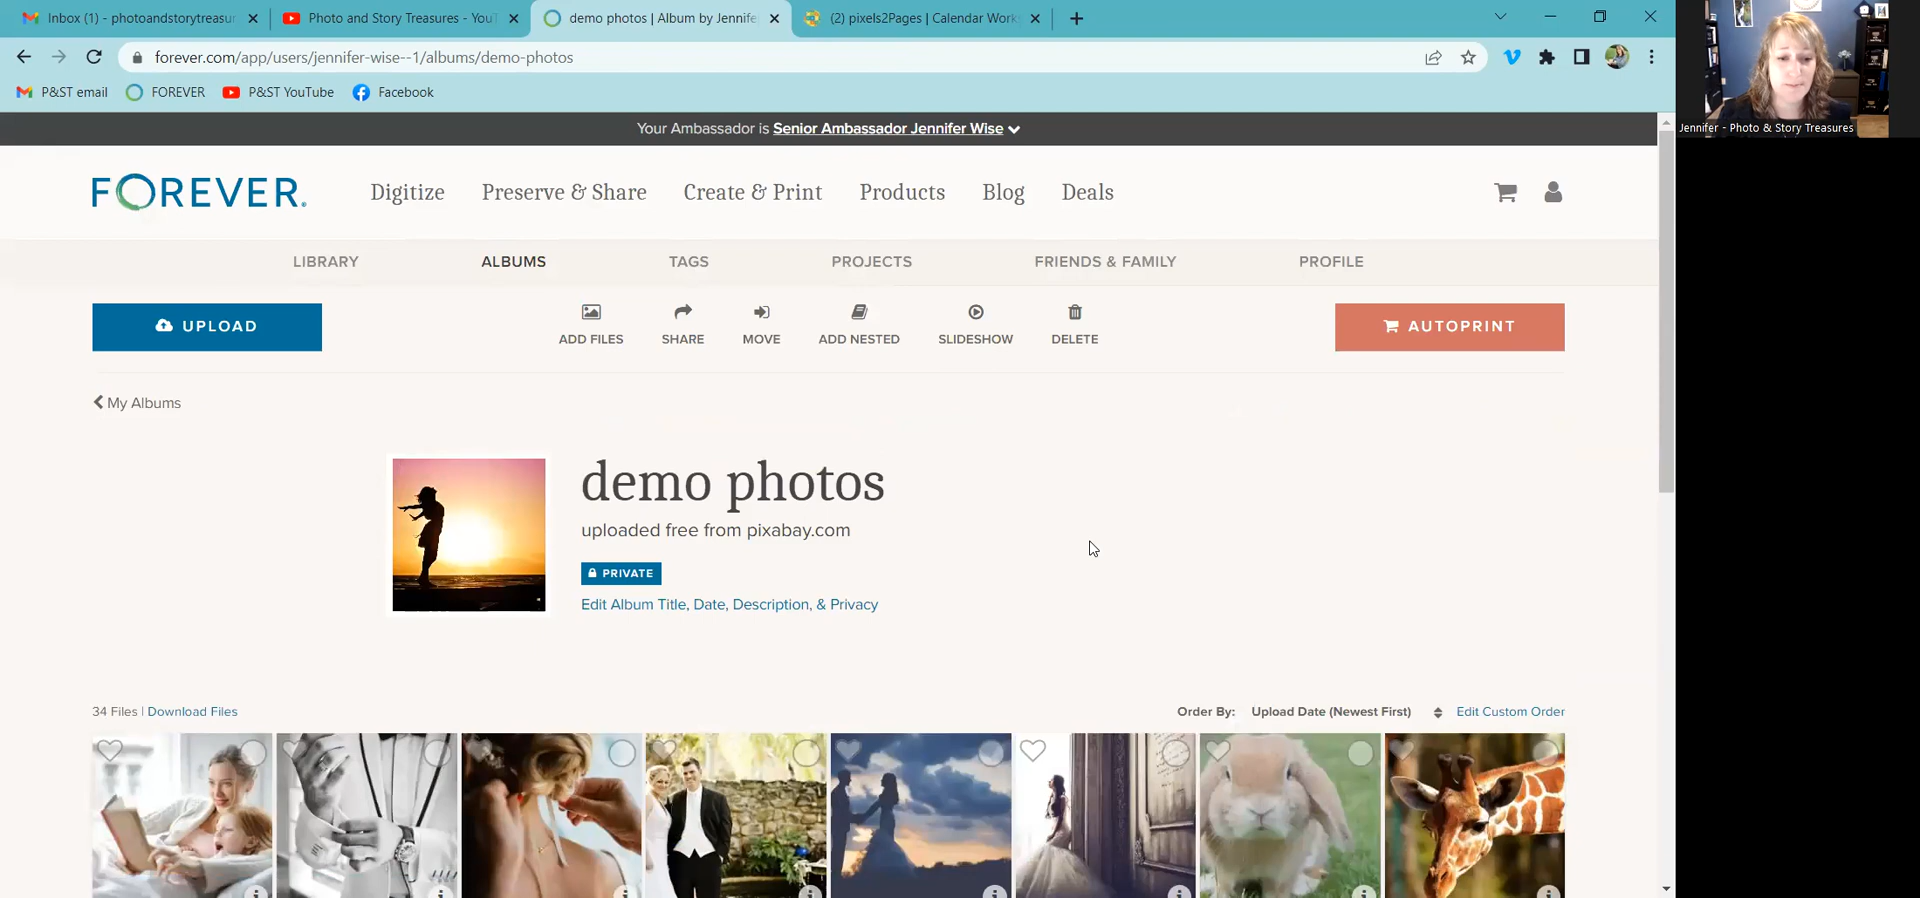 Inbox (1) - photoandstorytreasur
Photo and Story Treasures - YouT
demo photos | Album by Jennife
(2) pixels2Pages | Calendar Work
forever.com/app/users/jennifer-wise--1/albums/demo-photos
P&ST email
FOREVER
P&ST YouTube
Facebook
Jennifer - Photo & Story Treasures
Your Ambassador is Senior Ambassador Jennifer Wise
FOREVER.
Digitize
Preserve & Share
Create & Print
Products
Blog
Deals
LIBRARY
ALBUMS
TAGS
PROJECTS
FRIENDS & FAMILY
PROFILE
UPLOAD
ADD FILES
SHARE
MOVE
ADD NESTED
SLIDESHOW
DELETE
AUTOPRINT
My Albums
demo photos
uploaded free from pixabay.com
PRIVATE
Edit Album Title, Date, Description, & Privacy
34 Files | Download Files
Order By: Upload Date (Newest First)
Edit Custom Order